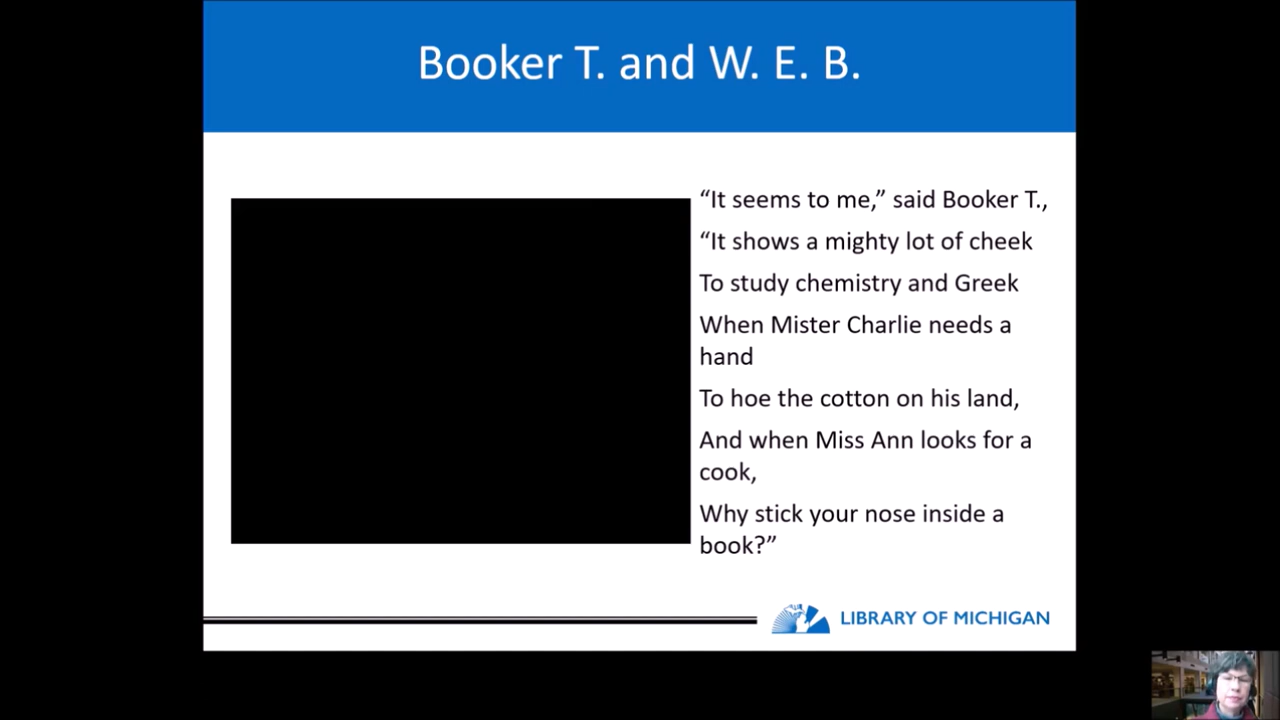 Booker T. and W. E. B.
“It seems to me,” said Booker T.,
“It shows a mighty lot of cheek
To study chemistry and Greek
When Mister Charlie needs a
hand
To hoe the cotton on his land,
And when Miss Ann looks for a
cook,
Why stick your nose inside a
book?”
LIBRARY OF MICHIGAN